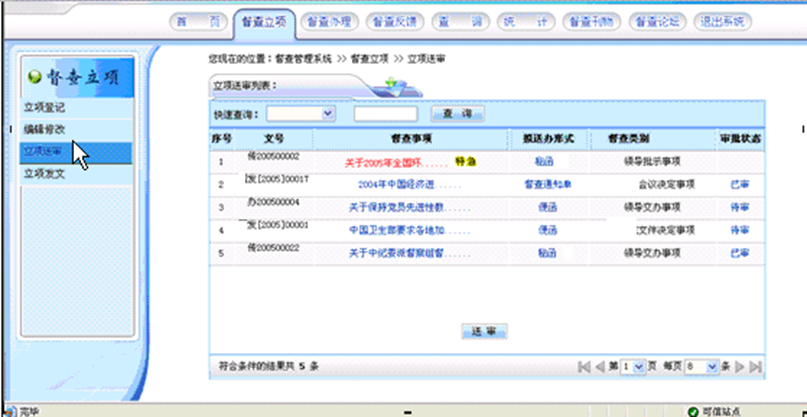 首 页 督查立项 督查办理 督查反馈 查 询 统 计 督查刊物 督查论坛 退出系统
您现在的位置：督查管理系统 >> 督查立项 >> 立项送审
督查立项
立项登记
编辑修改
立项送审
立项发文
立项送审列表：
快速查询： 查 询
序号 文号 督查事项 报送办形式 督查类别 审批状态
1 传200500002 关于2005年全国环...... 特急 秘函 领导批示事项
2 发[2005]00017 2004年中国经济进...... 督查通知单 会议决定事项 已审
3 办200500004 关于保持党员先进性教...... 便函 领导交办事项 待审
4 发[2005]00001 中国卫生部要求各地加...... 便函 文件决定事项 待审
5 传200500022 关于中纪委派督察组督...... 秘函 领导交办事项 已审
送 审
符合条件的结果共 5 条 第 1 页 每页 8 条
完毕 可信站点